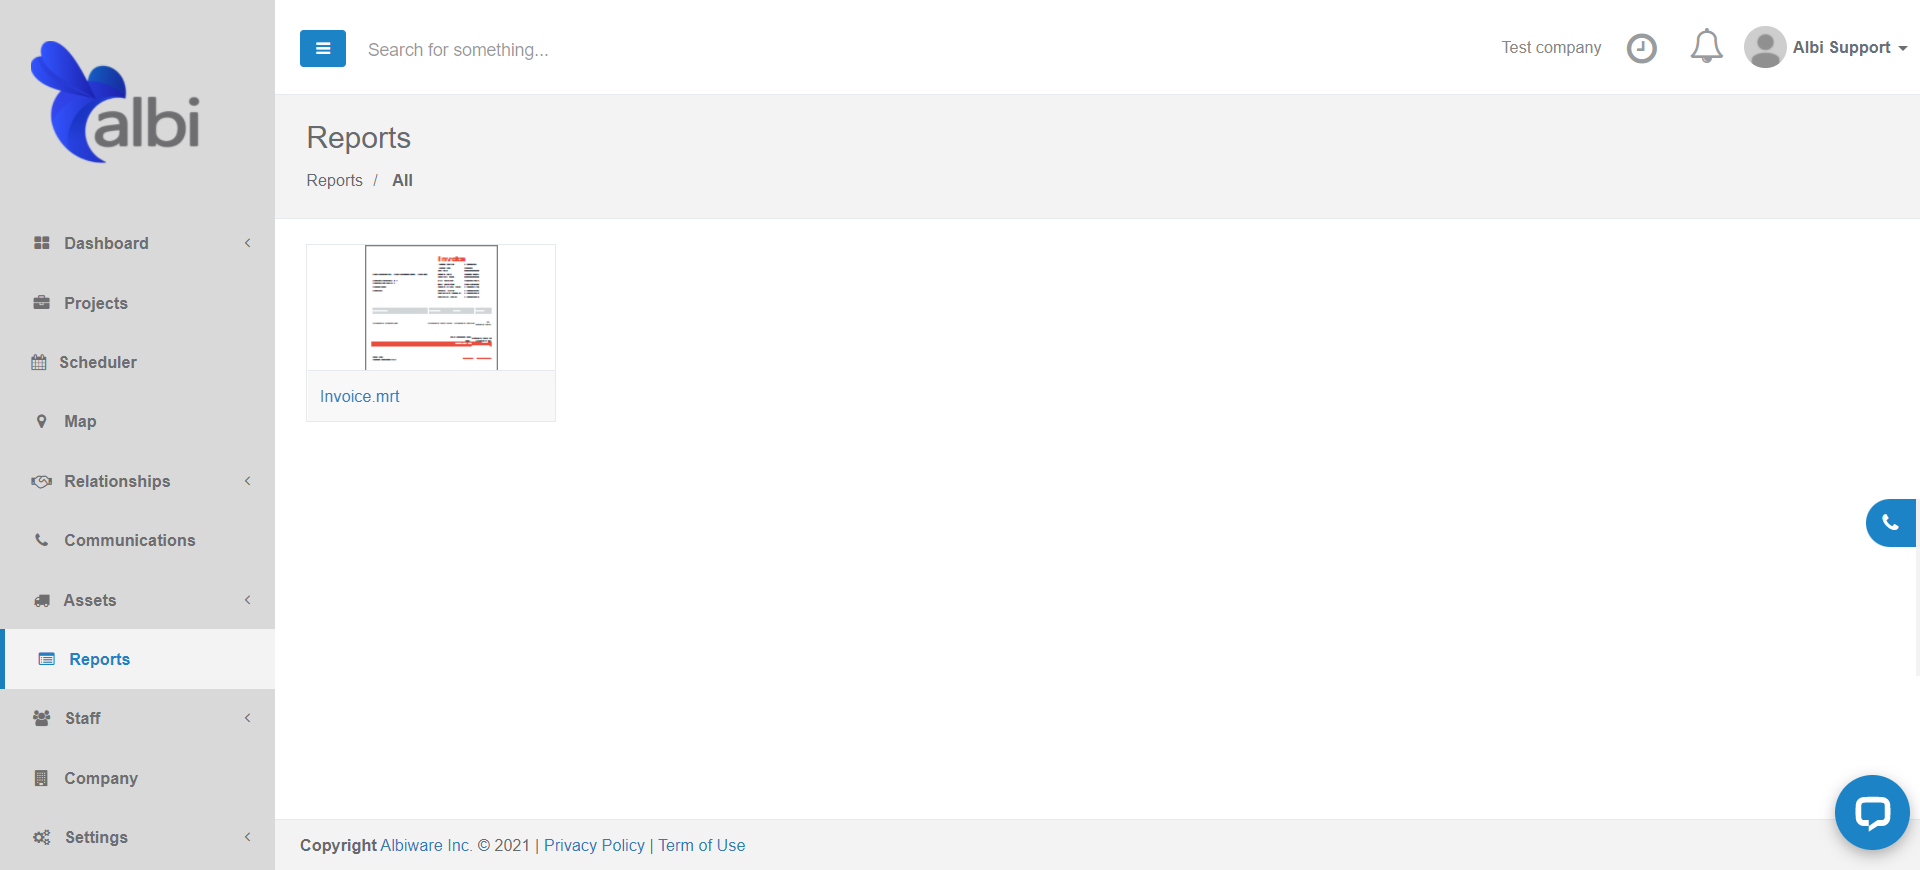 albi
Search for something...
Test company
Albi Support
Reports
Reports / All
Dashboard
Projects
Scheduler
Map
Relationships
Communications
Assets
Reports
Staff
Company
Settings
Invoice
Invoice.mrt
Copyright Albiware Inc. © 2021 | Privacy Policy | Term of Use